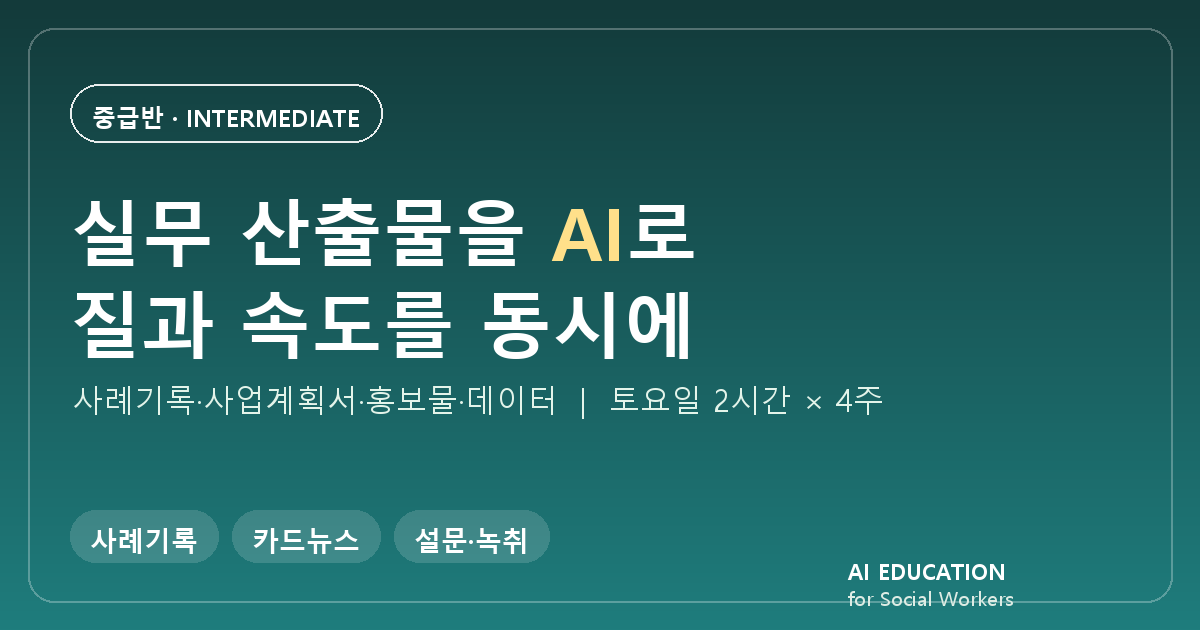 중급반 · INTERMEDIATE
실무 산출물을 AI로
질과 속도를 동시에
사례기록·사업계획서·홍보물·데이터 | 토요일 2시간 × 4주
사례기록 카드뉴스 설문·녹취
AI EDUCATION
for Social Workers